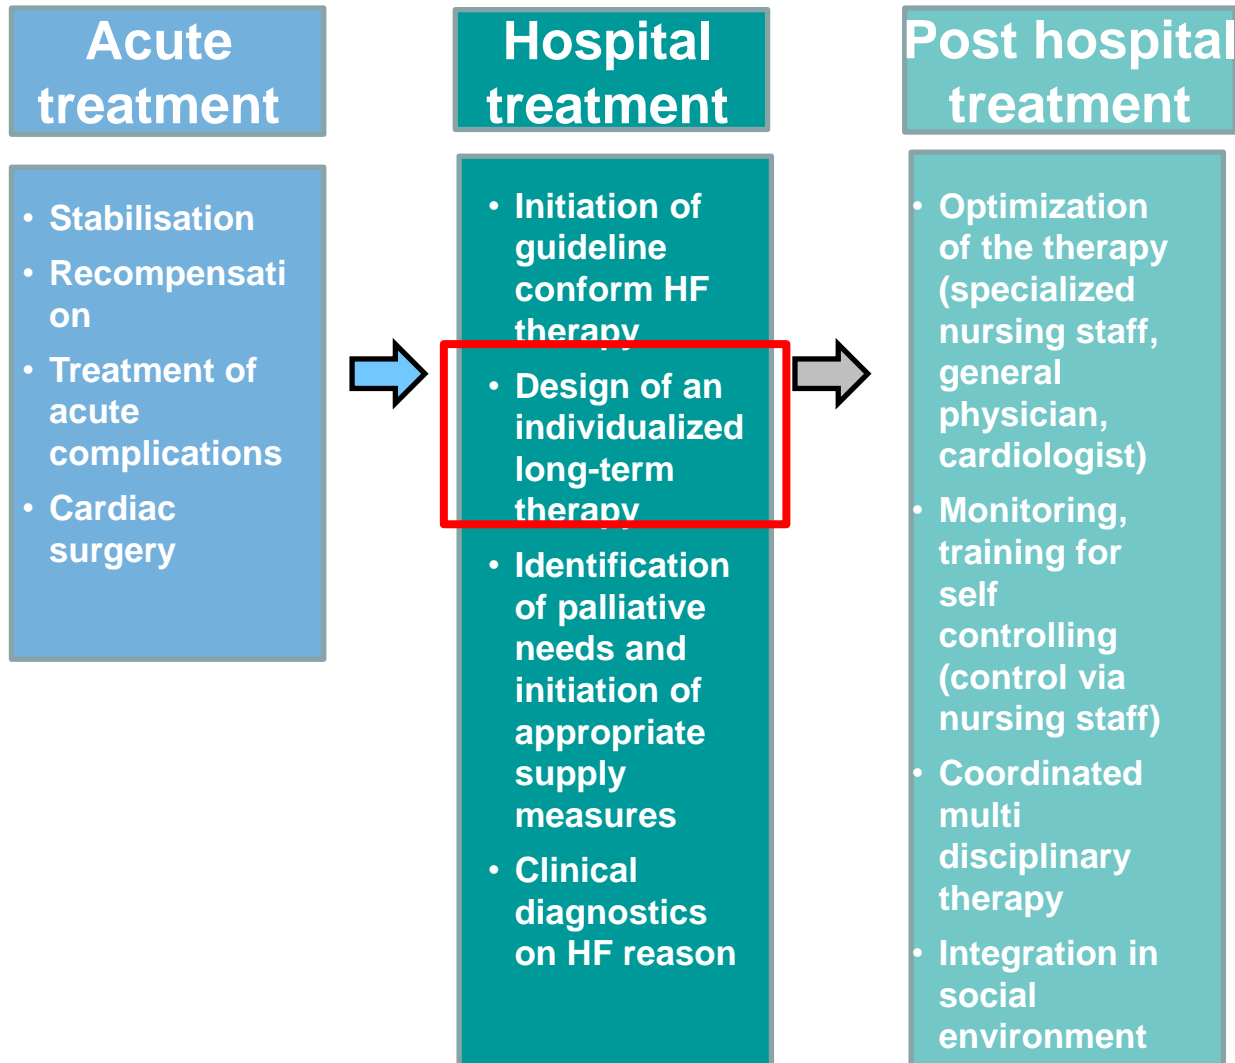 Acute
treatment
• Stabilisation
• Recompensati
on
• Treatment of
acute
complications
• Cardiac
surgery
Hospital
treatment
• Initiation of
guideline
conform HF
therapy
• Design of an
individualized
long-term
therapy
• Identification
of palliative
needs and
initiation of
appropriate
supply
measures
• Clinical
diagnostics
on HF reason
Post hospital
treatment
• Optimization
of the therapy
(specialized
nursing staff,
general
physician,
cardiologist)
• Monitoring,
training for
self
controlling
(control via
nursing staff)
• Coordinated
multi
disciplinary
therapy
• Integration in
social
environment